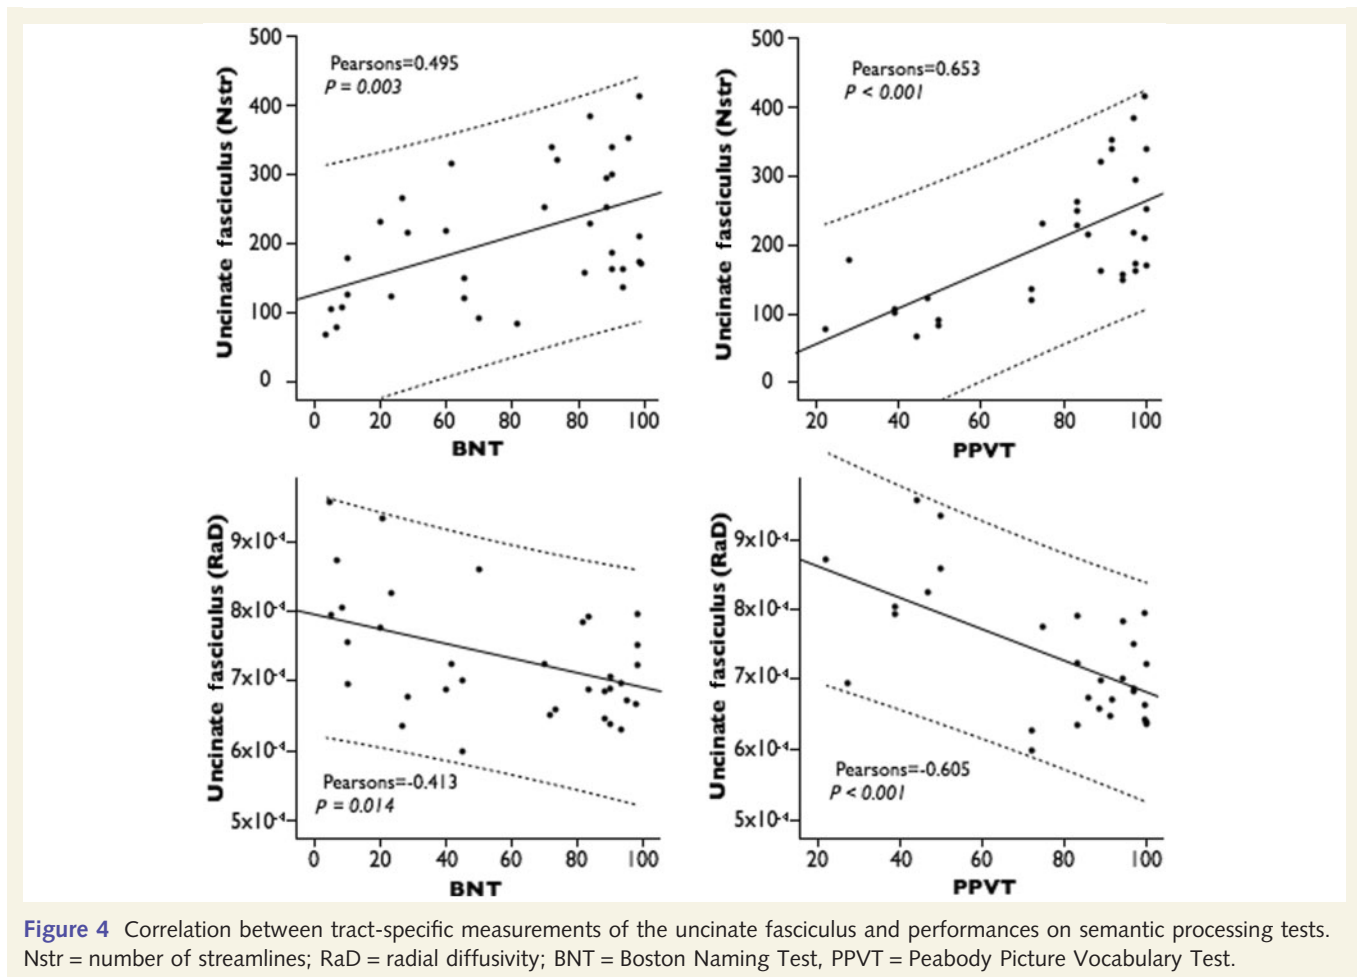 500
400
300
200
100
0
Uncinate fasciculus (Nstr)
Pearsons=0.495
P = 0.003
0 20 60 80 80 100
BNT
500
400
300
200
100
0
Uncinate fasciculus (Nstr)
Pearsons=0.653
P < 0.001
20 40 60 80 100
PPVT
9x10⁻⁴
8x10⁻⁴
7x10⁻⁴
6x10⁻⁴
5x10⁻⁴
Uncinate fasciculus (RaD)
Pearsons=-0.413
P = 0.014
0 20 40 60 80 100
BNT
9x10⁻⁴
8x10⁻⁴
7x10⁻⁴
6x10⁻⁴
5x10⁻⁴
Uncinate fasciculus (RaD)
Pearsons=-0.605
P < 0.001
20 40 60 80 100
PPVT
Figure 4 Correlation between tract-specific measurements of the uncinate fasciculus and performances on semantic processing tests.
Nstr = number of streamlines; RaD = radial diffusivity; BNT = Boston Naming Test, PPVT = Peabody Picture Vocabulary Test.